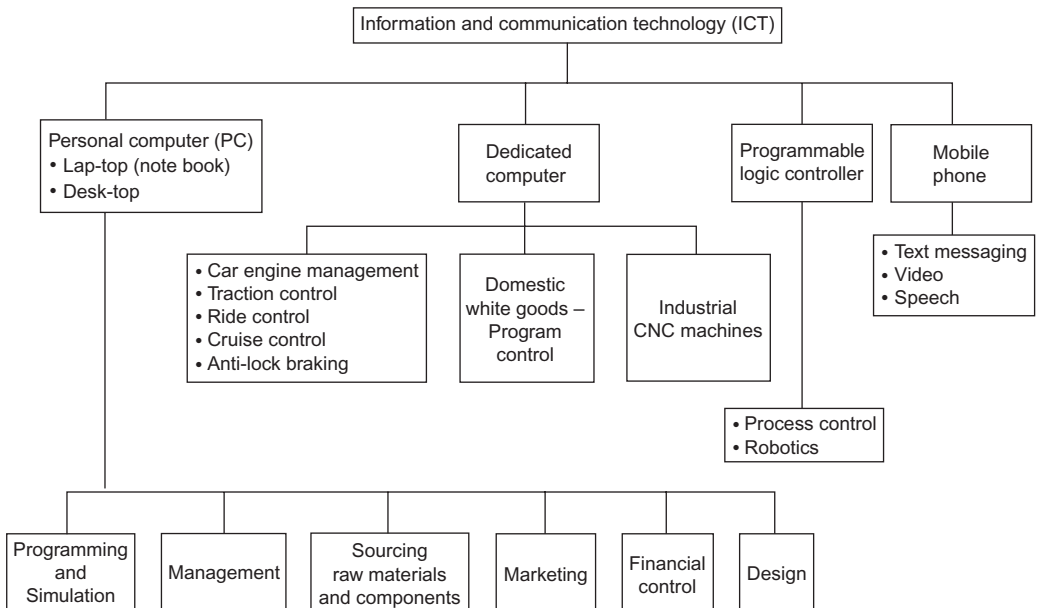 Information and communication technology (ICT)
Personal computer (PC)
• Lap-top (note book)
• Desk-top
Dedicated
computer
Programmable
logic controller
Mobile
phone
• Car engine management
• Traction control
• Ride control
• Cruise control
• Anti-lock braking
Domestic
white goods –
Program
control
Industrial
CNC machines
• Text messaging
• Video
• Speech
• Process control
• Robotics
Programming
and
Simulation
Management
Sourcing
raw materials
and components
Marketing
Financial
control
Design